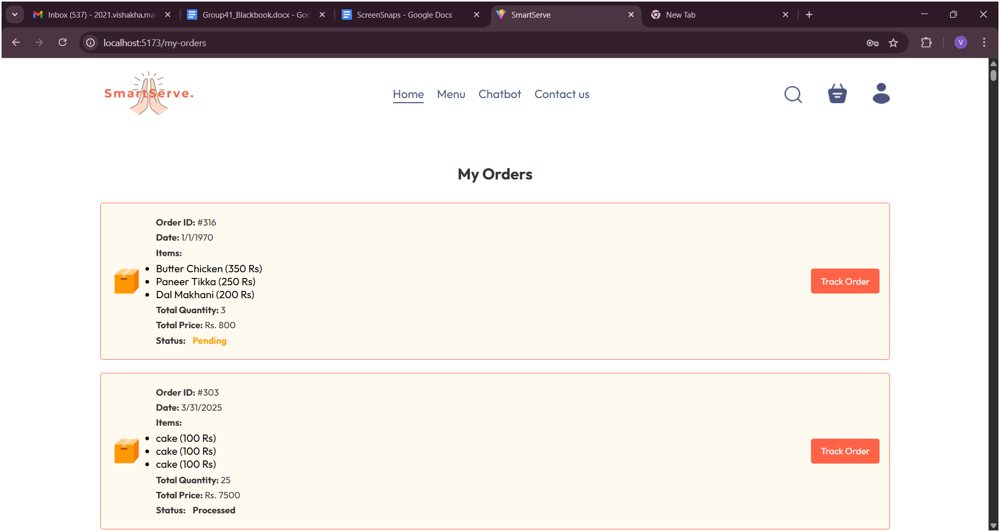 Inbox (537) - 2021.vishakha.mar
Group41_Blackbook.docx - Goo
ScreenSnaps - Google Docs
SmartServe
New Tab
localhost:5173/my-orders
V
SmartServe.
Home
Menu
Chatbot
Contact us
My Orders
Order ID: #316
Date: 1/1/1970
Items:
Butter Chicken (350 Rs)
Paneer Tikka (250 Rs)
Dal Makhani (200 Rs)
Total Quantity: 3
Total Price: Rs. 800
Status: Pending
Track Order
Order ID: #303
Date: 3/31/2025
Items:
cake (100 Rs)
cake (100 Rs)
cake (100 Rs)
Total Quantity: 25
Total Price: Rs. 7500
Status: Processed
Track Order